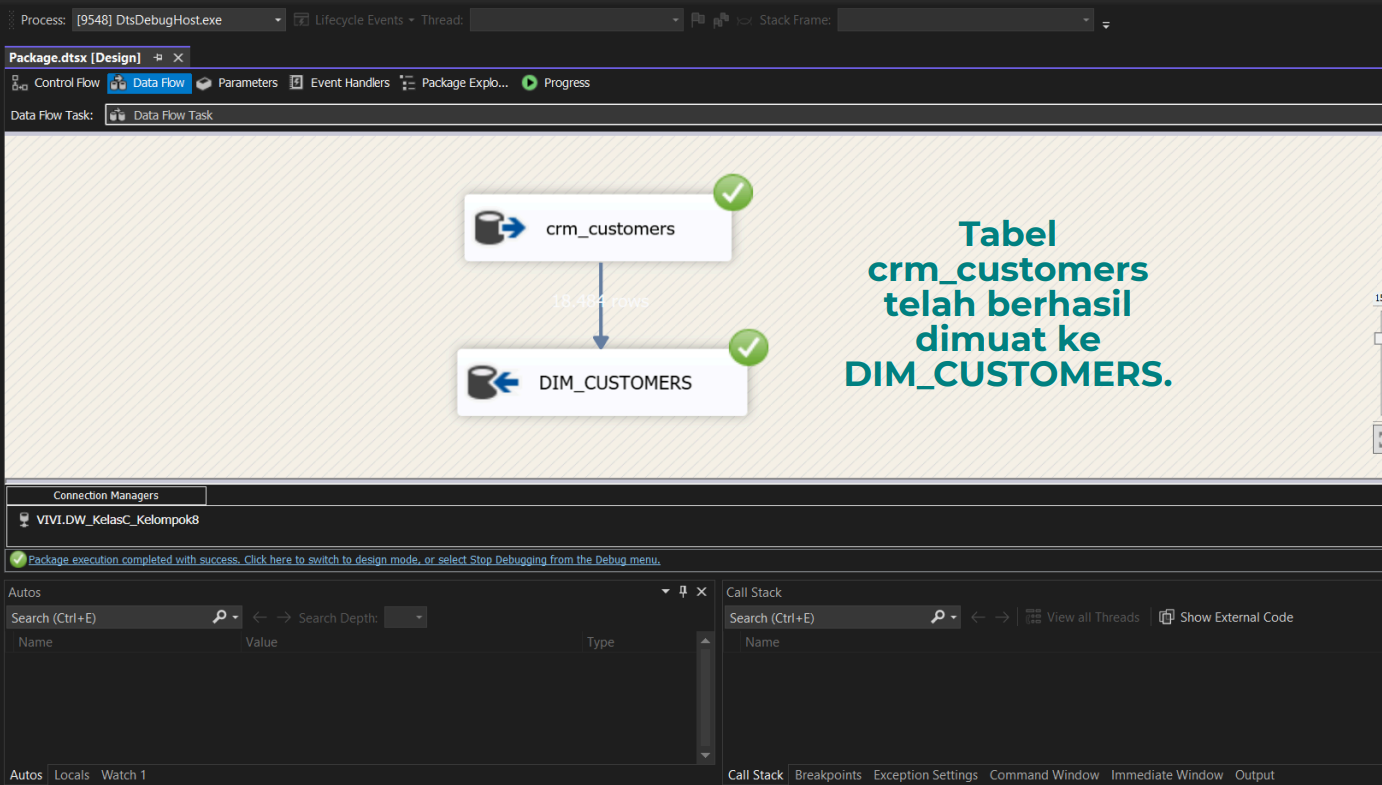 Process: [9548] DtsDebugHost.exe Lifecycle Events Thread: Stack Frame:
Package.dtsx [Design]
Control Flow Data Flow Parameters Event Handlers Package Explo... Progress
Data Flow Task: Data Flow Task
crm_customers
18.484 rows
DIM_CUSTOMERS
Tabel
crm_customers
telah berhasil
dimuat ke
DIM_CUSTOMERS.
Connection Managers
VIVI.DW_KelasC_Kelompok8
Package execution completed with success. Click here to switch to design mode, or select Stop Debugging from the Debug menu.
Autos
Search (Ctrl+E) Search Depth:
Name Value Type
Autos Locals Watch 1
Call Stack
Search (Ctrl+E) View all Threads Show External Code
Name
Call Stack Breakpoints Exception Settings Command Window Immediate Window Output